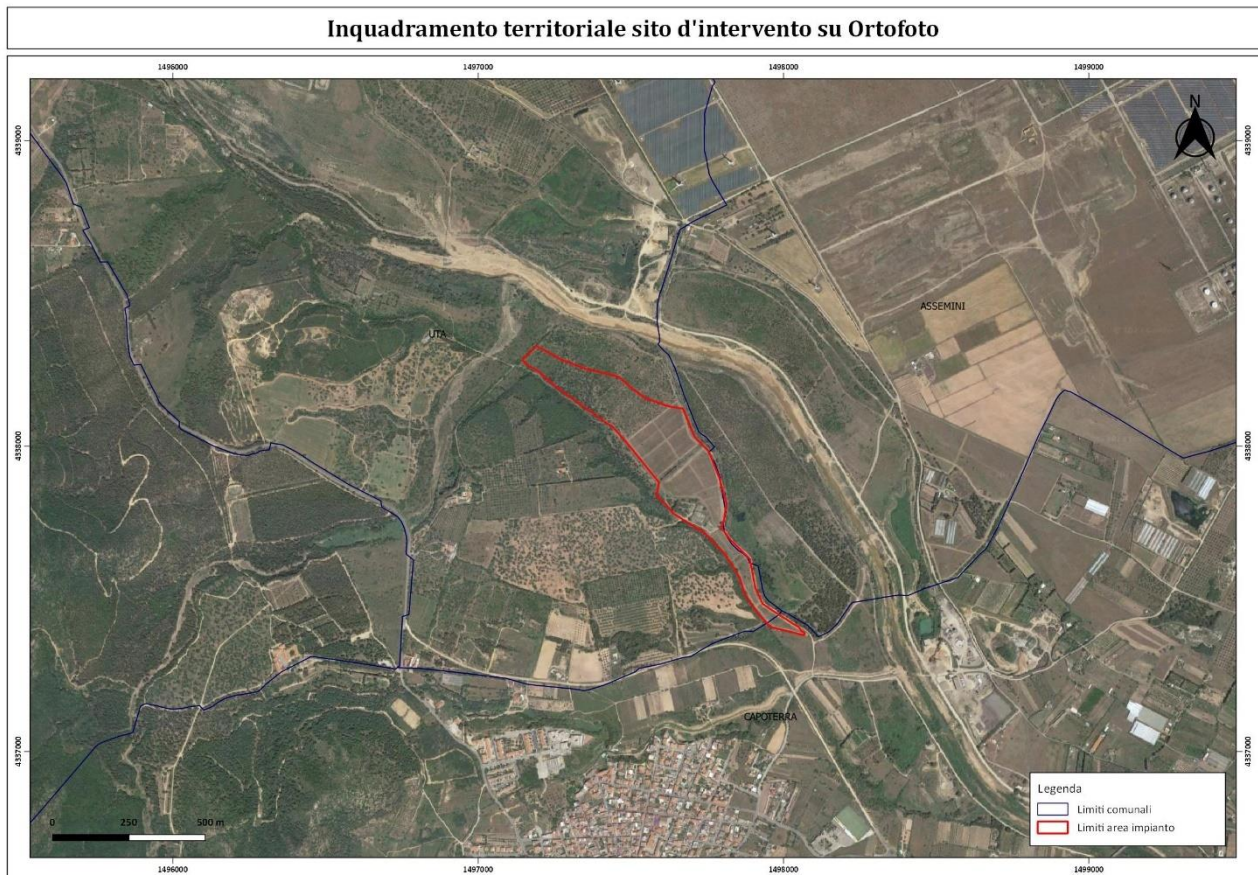 Inquadramento territoriale sito d'intervento su Ortofoto
1496000
1497000
1498000
1499000
4339000
4339000
N
ASSEMINI
UTA
4338000
4338000
CAPOTERRA
4337000
4337000
Legenda
Limiti comunali
Limiti area impianto
0
250
500 m
1496000
1497000
1498000
1499000